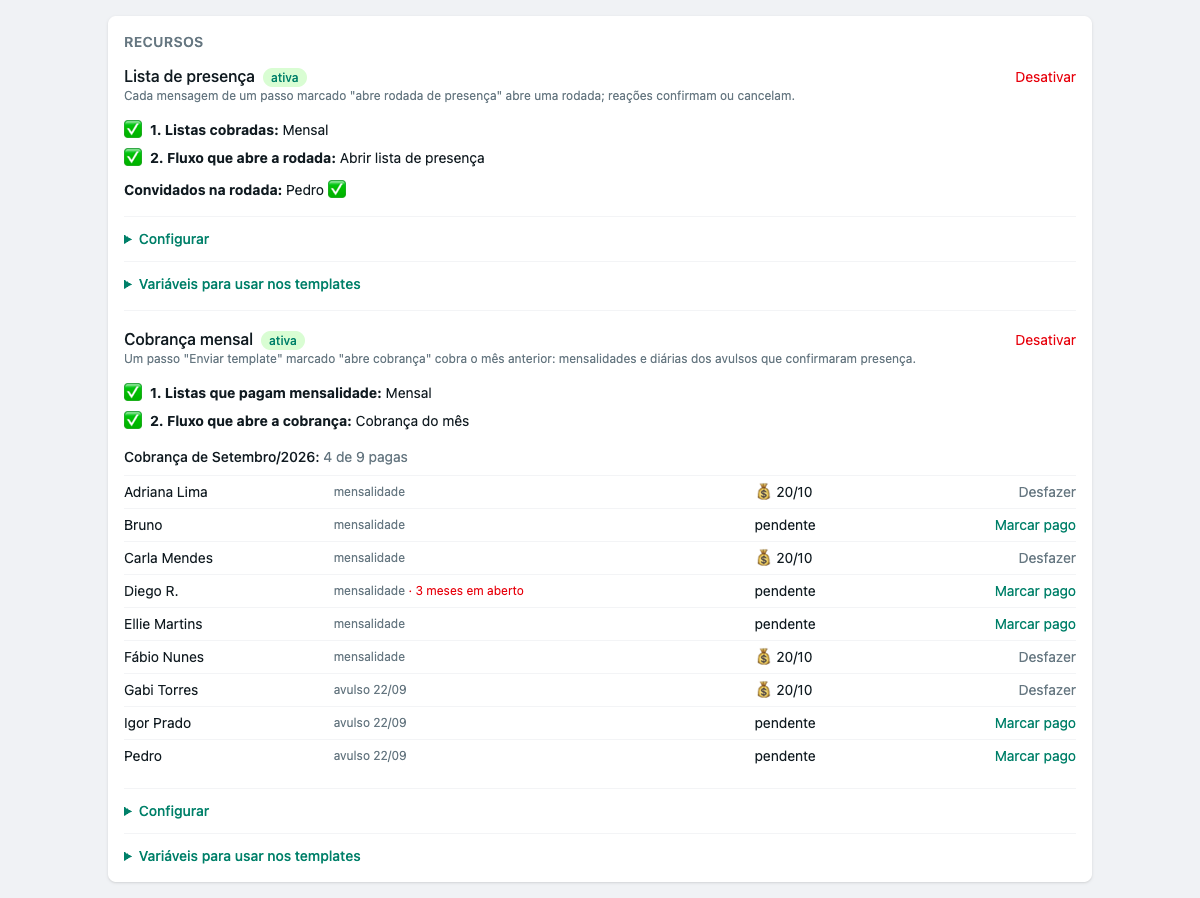 RECURSOS
Lista de presença ativa Desativar
Cada mensagem de um passo marcado "abre rodada de presença" abre uma rodada; reações confirmam ou cancelam.
✅ 1. Listas cobradas: Mensal
✅ 2. Fluxo que abre a rodada: Abrir lista de presença
Convidados na rodada: Pedro ✅
▶ Configurar
▶ Variáveis para usar nos templates
Cobrança mensal ativa Desativar
Um passo "Enviar template" marcado "abre cobrança" cobra o mês anterior: mensalidades e diárias dos avulsos que confirmaram presença.
✅ 1. Listas que pagam mensalidade: Mensal
✅ 2. Fluxo que abre a cobrança: Cobrança do mês
Cobrança de Setembro/2026: 4 de 9 pagas
Adriana Lima mensalidade 💰 20/10 Desfazer
Bruno mensalidade pendente Marcar pago
Carla Mendes mensalidade 💰 20/10 Desfazer
Diego R. mensalidade · 3 meses em aberto pendente Marcar pago
Ellie Martins mensalidade pendente Marcar pago
Fábio Nunes mensalidade 💰 20/10 Desfazer
Gabi Torres avulso 22/09 💰 20/10 Desfazer
Igor Prado avulso 22/09 pendente Marcar pago
Pedro avulso 22/09 pendente Marcar pago
▶ Configurar
▶ Variáveis para usar nos templates